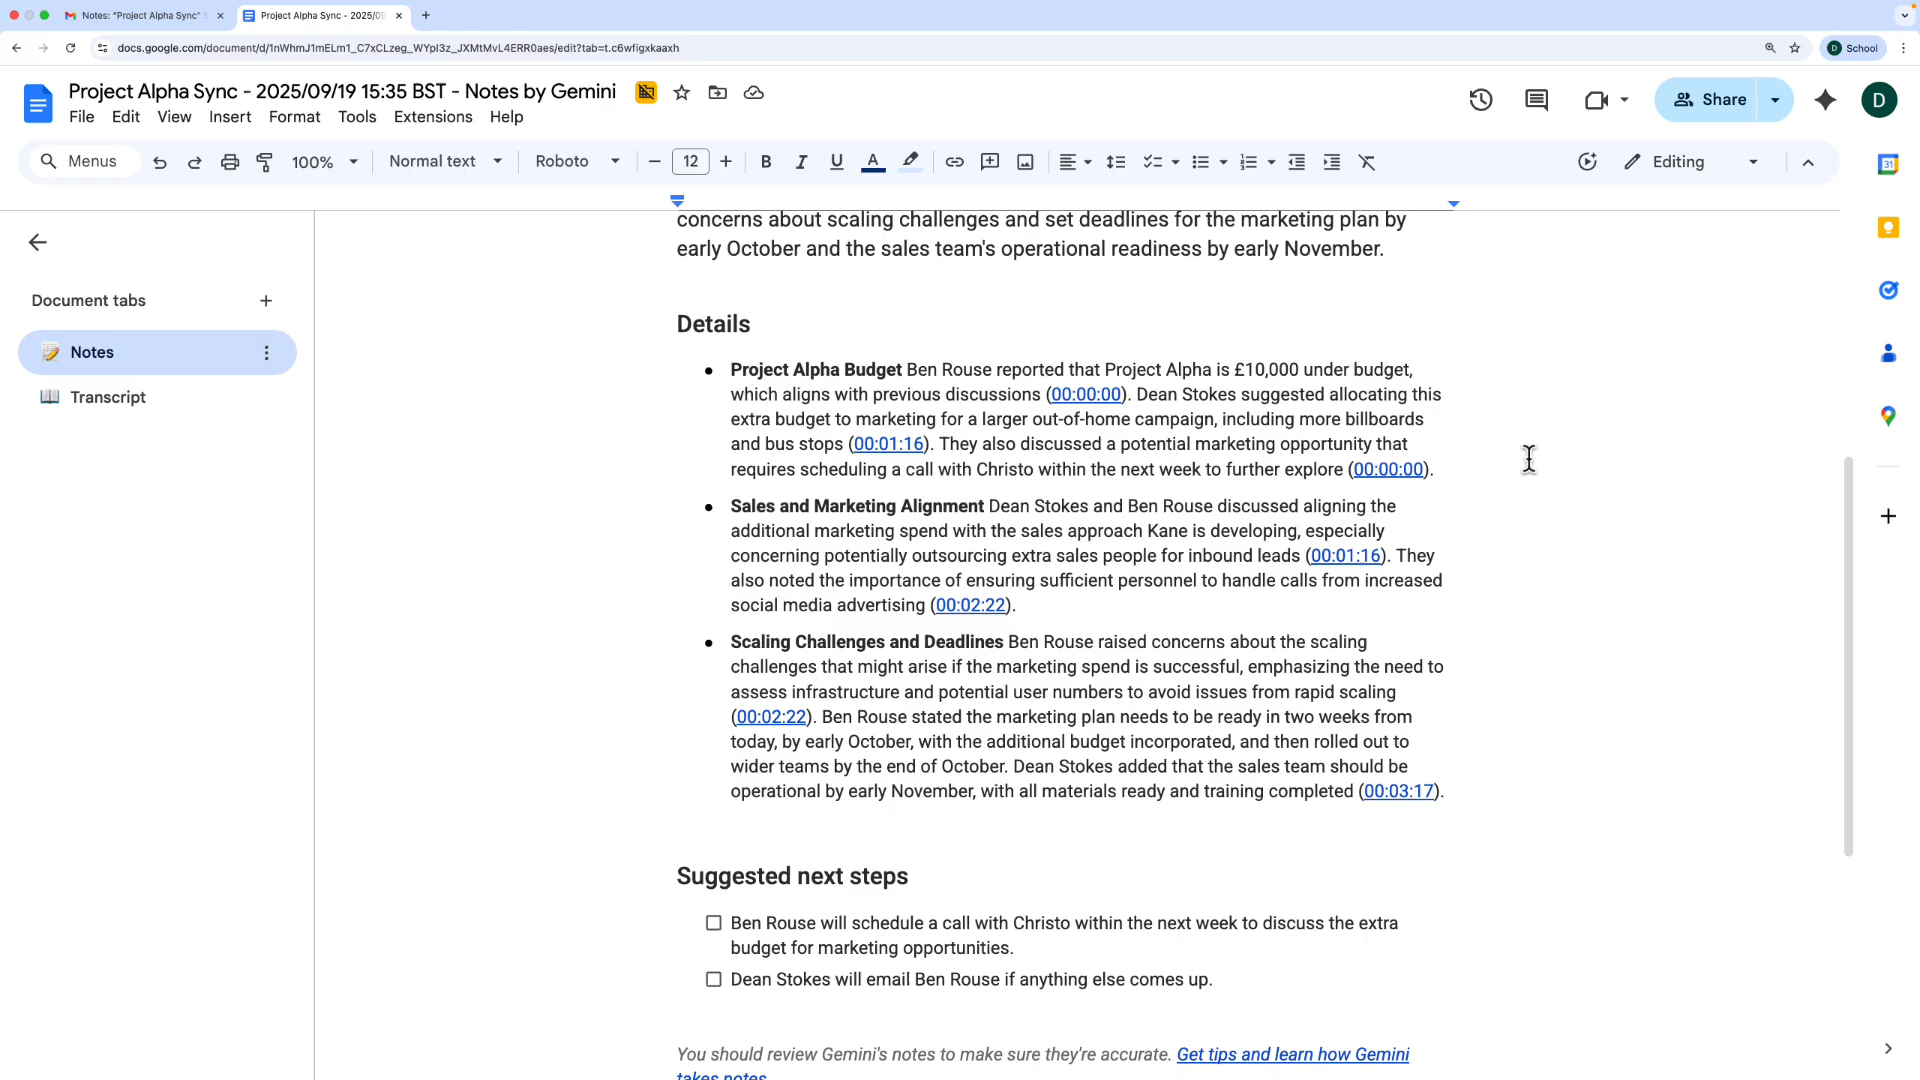 Notes: "Project Alpha Sync"
Project Alpha Sync - 2025/09
docs.google.com/document/d/1nWhmJ1mELm1_C7xCLzeg_WYpI3z_JXMtMvL4ERR0aes/edit?tab=t.c6wfigxkaaxh
D School
Project Alpha Sync - 2025/09/19 15:35 BST - Notes by Gemini
File Edit View Insert Format Tools Extensions Help
Share
D
Menus
100%
Normal text
Roboto
12
B I U A
Editing
31
Document tabs
Notes
Transcript
concerns about scaling challenges and set deadlines for the marketing plan by
early October and the sales team's operational readiness by early November.
Details
● Project Alpha Budget Ben Rouse reported that Project Alpha is £10,000 under budget,
which aligns with previous discussions (00:00:00). Dean Stokes suggested allocating this
extra budget to marketing for a larger out-of-home campaign, including more billboards
and bus stops (00:01:16). They also discussed a potential marketing opportunity that
requires scheduling a call with Christo within the next week to further explore (00:00:00).
● Sales and Marketing Alignment Dean Stokes and Ben Rouse discussed aligning the
additional marketing spend with the sales approach Kane is developing, especially
concerning potentially outsourcing extra sales people for inbound leads (00:01:16). They
also noted the importance of ensuring sufficient personnel to handle calls from increased
social media advertising (00:02:22).
● Scaling Challenges and Deadlines Ben Rouse raised concerns about the scaling
challenges that might arise if the marketing spend is successful, emphasizing the need to
assess infrastructure and potential user numbers to avoid issues from rapid scaling
(00:02:22). Ben Rouse stated the marketing plan needs to be ready in two weeks from
today, by early October, with the additional budget incorporated, and then rolled out to
wider teams by the end of October. Dean Stokes added that the sales team should be
operational by early November, with all materials ready and training completed (00:03:17).
Suggested next steps
Ben Rouse will schedule a call with Christo within the next week to discuss the extra
budget for marketing opportunities.
Dean Stokes will email Ben Rouse if anything else comes up.
You should review Gemini's notes to make sure they're accurate. Get tips and learn how Gemini
takes notes